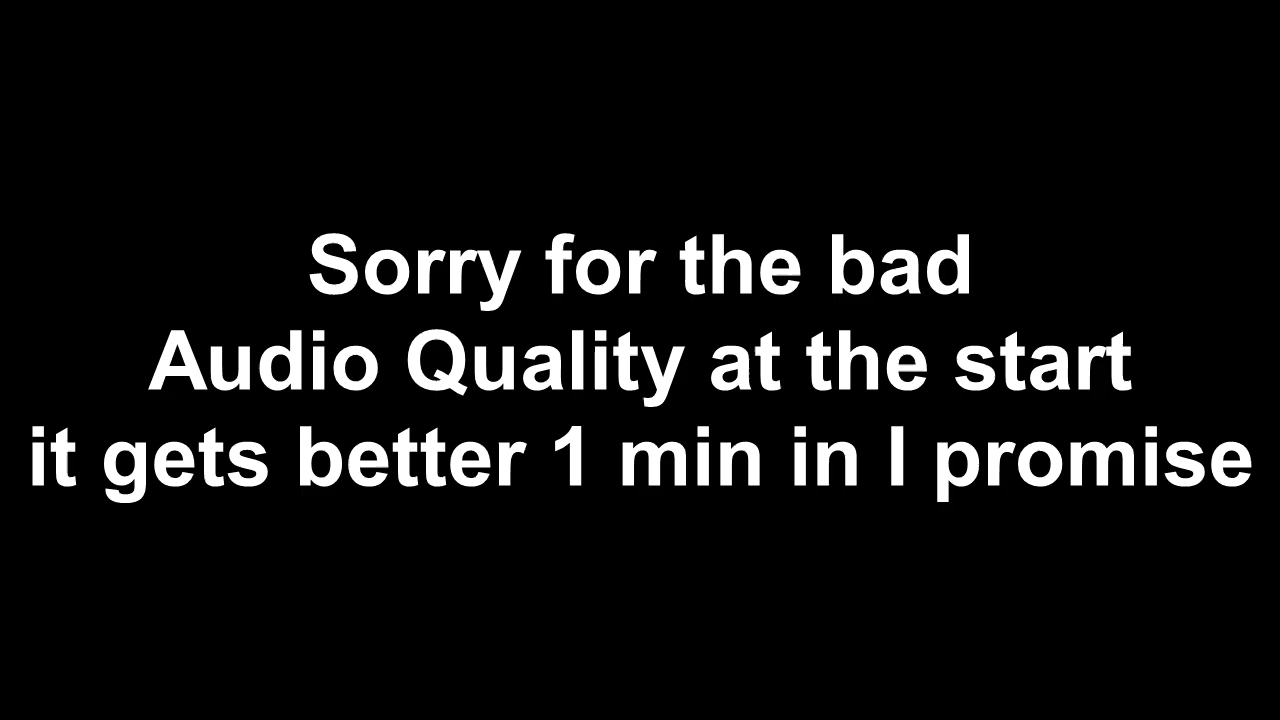 Sorry for the bad
Audio Quality at the start
it gets better 1 min in I promise